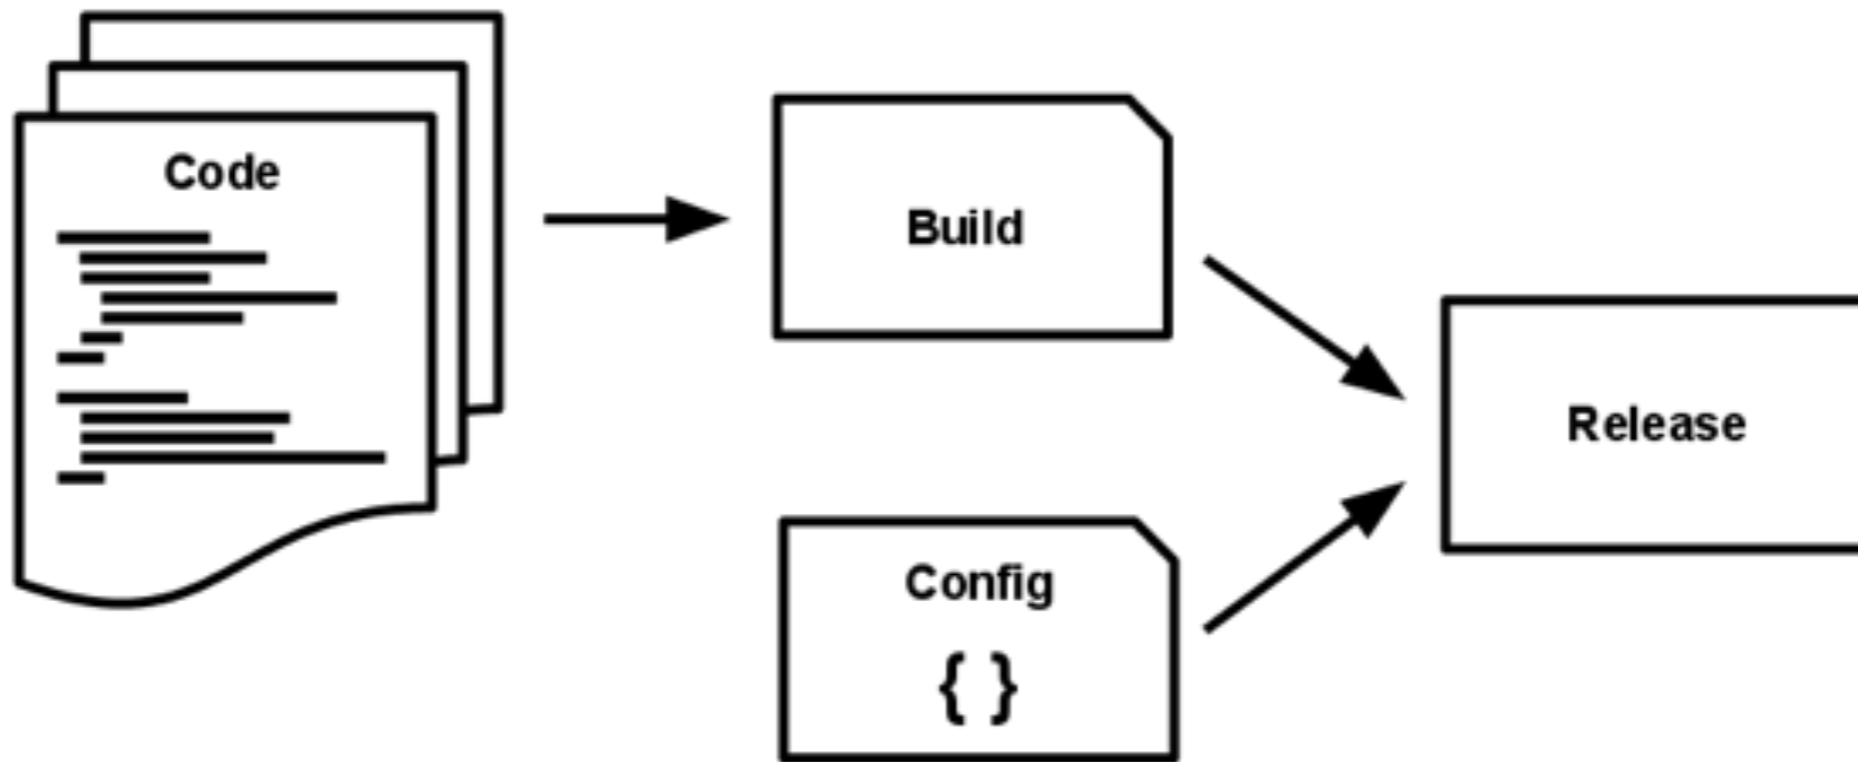 Code
Build
Release
Config
{ }